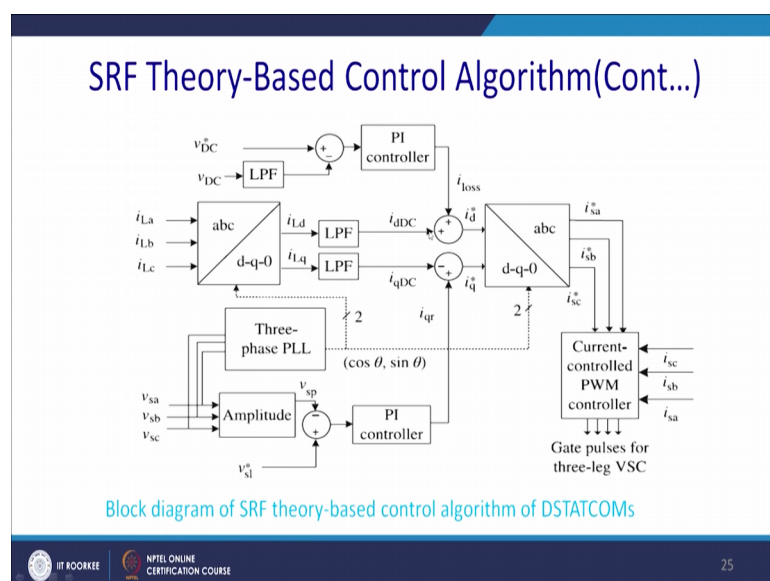 SRF Theory-Based Control Algorithm(Cont...)
v*DC
vDC
LPF
PI
controller
iloss
iLa
iLb
iLc
abc
d-q-0
iLd
iLq
LPF
LPF
idDC
iqDC
i*d
i*q
abc
d-q-0
i*sa
i*sb
i*sc
2
2
iqr
Three-
phase PLL
(cos θ, sin θ)
vsa
vsb
vsc
Amplitude
vsp
v*sl
PI
controller
Current-
controlled
PWM
controller
isc
isb
isa
Gate pulses for
three-leg VSC
Block diagram of SRF theory-based control algorithm of DSTATCOMs
IIT ROORKEE
NPTEL ONLINE
CERTIFICATION COURSE
25